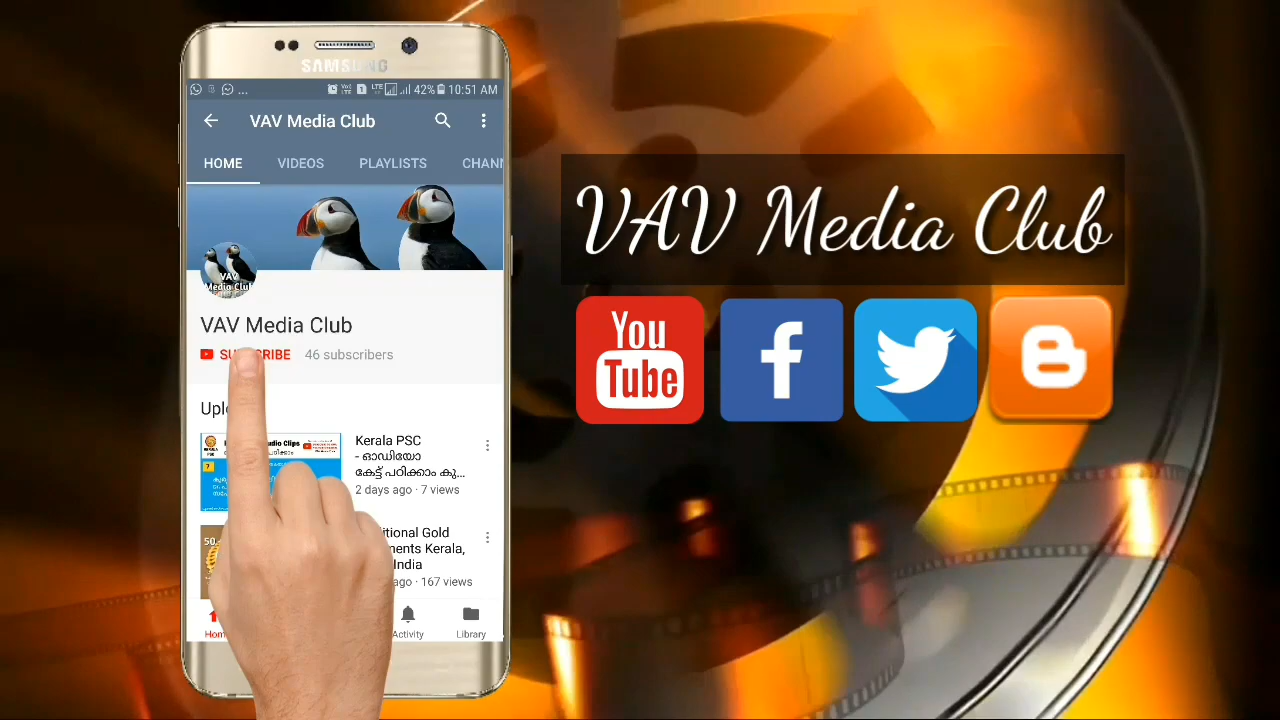 SAMSUNG
42% 10:51 AM
VAV Media Club
HOME VIDEOS PLAYLISTS
VAV
Media Club
VAV Media Club
46 subscribers
Kerala PSC
- ഓഡിയോ
കേട്ട് പഠിക്കാം കു...
2 days ago · 7 views
Gold
Kerala,
India
ago · 167 views
Activity Library
VAV Media Club
You
Tube